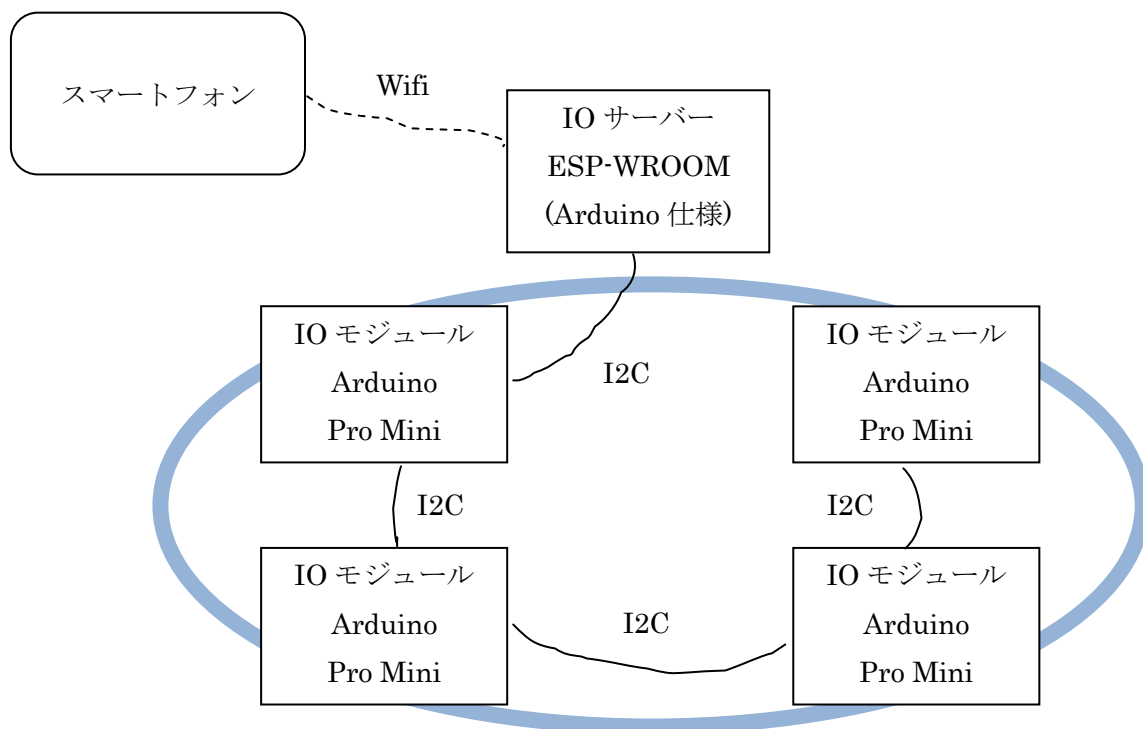 スマートフォン
Wifi
IO サーバー
ESP-WROOM
(Arduino 仕様)
IO モジュール
Arduino
Pro Mini
I2C
IO モジュール
Arduino
Pro Mini
I2C
I2C
IO モジュール
Arduino
Pro Mini
I2C
IO モジュール
Arduino
Pro Mini